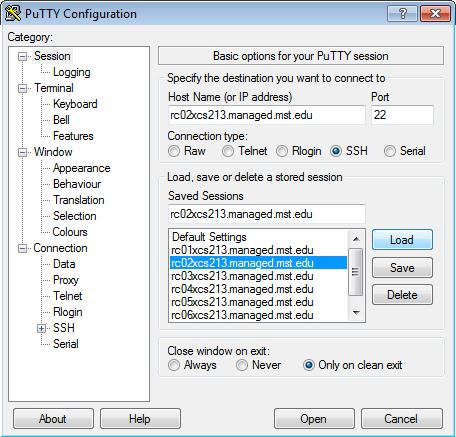 PuTTY Configuration
Category:
Session
Logging
Terminal
Keyboard
Bell
Features
Window
Appearance
Behaviour
Translation
Selection
Colours
Connection
Data
Proxy
Telnet
Rlogin
SSH
Serial
Basic options for your PuTTY session
Specify the destination you want to connect to
Host Name (or IP address) Port
rc02xcs213.managed.mst.edu 22
Connection type:
Raw Telnet Rlogin SSH Serial
Load, save or delete a stored session
Saved Sessions
rc02xcs213.managed.mst.edu
Default Settings
rc01xcs213.managed.mst.edu
rc02xcs213.managed.mst.edu
rc03xcs213.managed.mst.edu
rc04xcs213.managed.mst.edu
rc05xcs213.managed.mst.edu
rc06xcs213.managed.mst.edu
Load
Save
Delete
Close window on exit:
Always Never Only on clean exit
About Help Open Cancel